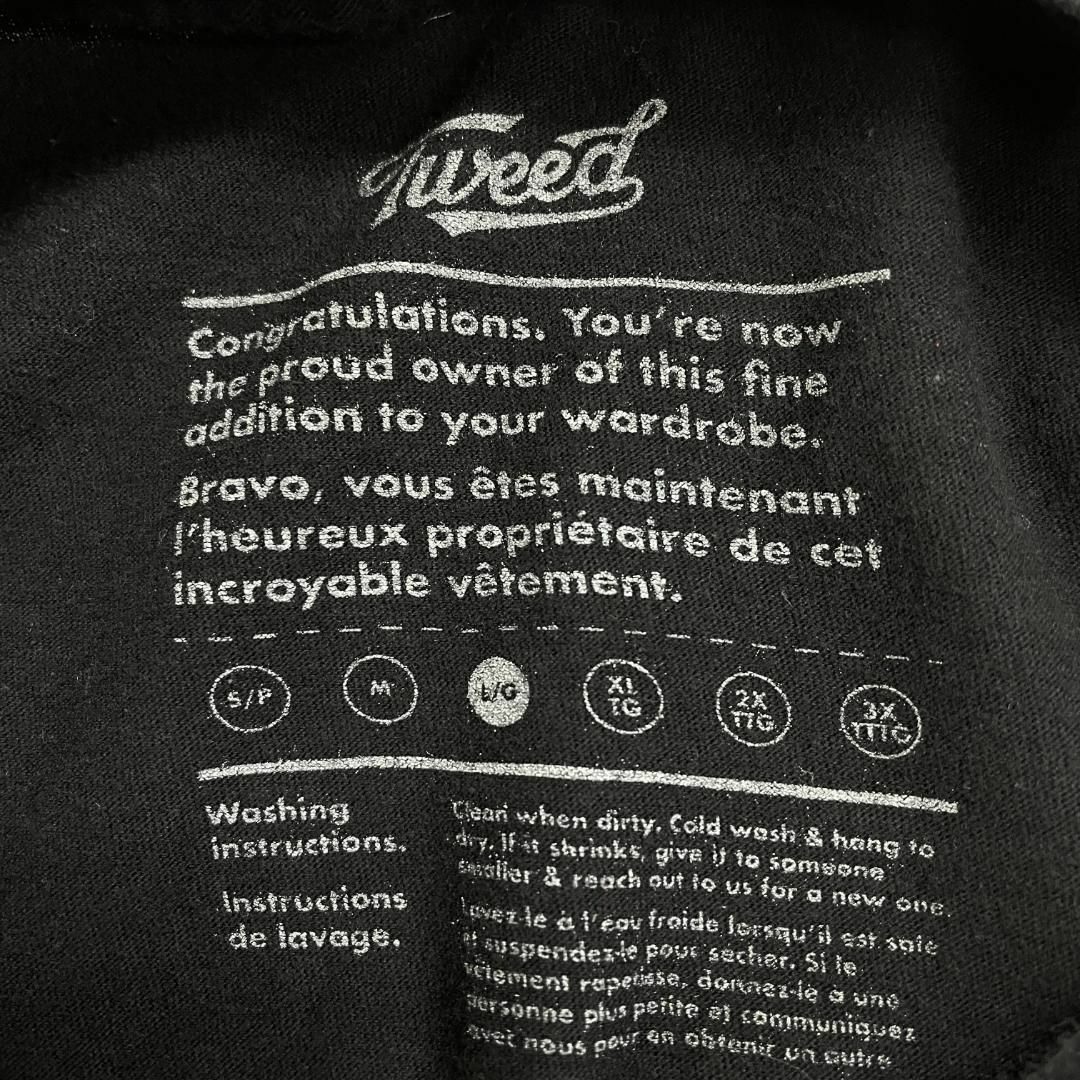 Tweed
Congratulations. You're now
the proud owner of this fine
addition to your wardrobe.
Bravo, vous êtes maintenant
l'heureux propriétaire de cet
incroyable vêtement.
S/P M L/G XL TG 2X TTG 3X TTTG
Washing
instructions.
Clean when dirty. Cold wash & hang to
dry. If it shrinks, give it to someone
smaller & reach out to us for a new one.
Instructions
de lavage.
Lavez-le à l'eau froide lorsqu'il est sale
et suspendez-le pour sécher. Si le
vêtement rapetisse, donnez-le à une
personne plus petite et communiquez
avec nous pour en obtenir un autre